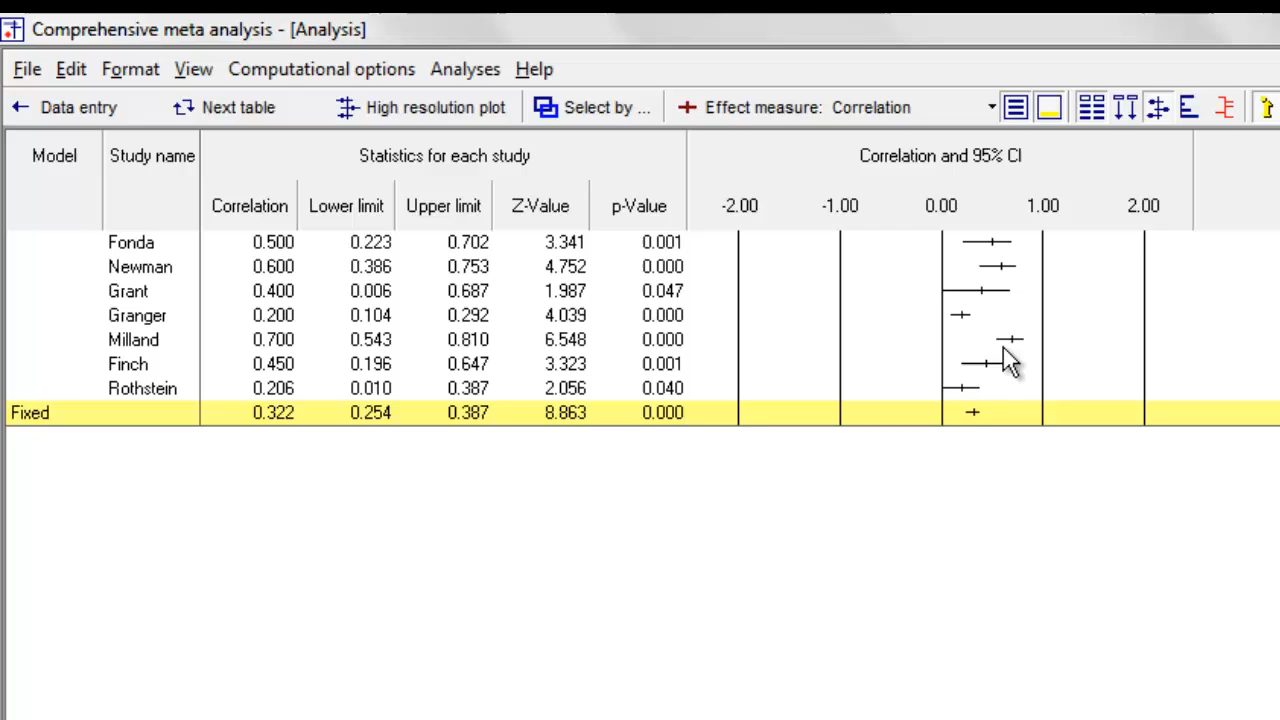 Comprehensive meta analysis - [Analysis]
File Edit Format View Computational options Analyses Help
Data entry Next table High resolution plot Select by ... Effect measure: Correlation
Model Study name Statistics for each study Correlation and 95% CI
Correlation Lower limit Upper limit Z-Value p-Value -2.00 -1.00 0.00 1.00 2.00
Fonda 0.500 0.223 0.702 3.341 0.001
Newman 0.600 0.386 0.753 4.752 0.000
Grant 0.400 0.006 0.687 1.987 0.047
Granger 0.200 0.104 0.292 4.039 0.000
Milland 0.700 0.543 0.810 6.548 0.000
Finch 0.450 0.196 0.647 3.323 0.001
Rothstein 0.206 0.010 0.387 2.056 0.040
Fixed 0.322 0.254 0.387 8.863 0.000